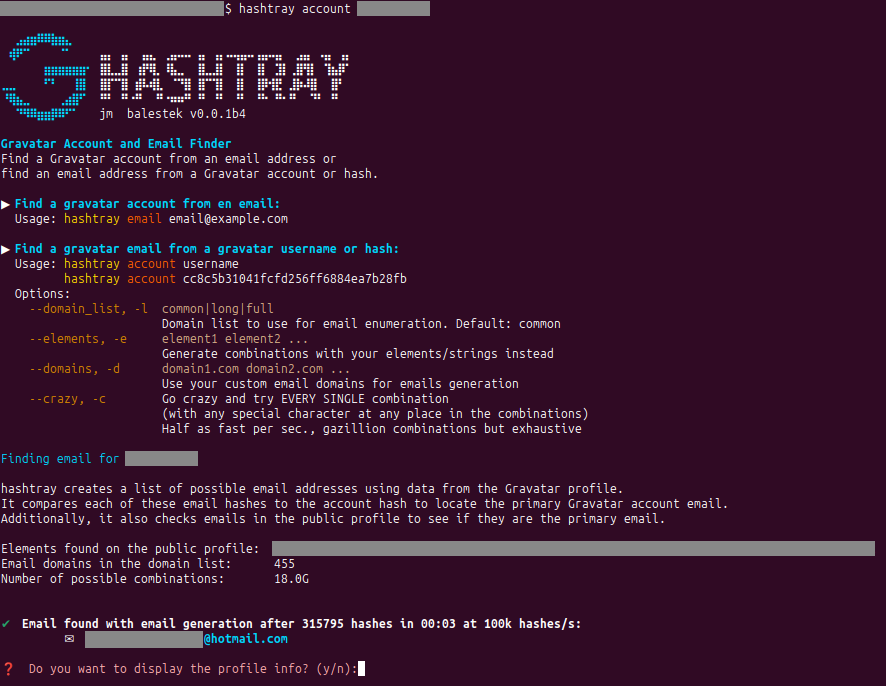 $ hashtray account
HASHTRAY
jm balestek v0.0.1b4
Gravatar Account and Email Finder
Find a Gravatar account from an email address or
find an email address from a Gravatar account or hash.
▶ Find a gravatar account from en email:
Usage: hashtray email email@example.com
▶ Find a gravatar email from a gravatar username or hash:
Usage: hashtray account username
hashtray account cc8c5b31041fcfd256ff6884ea7b28fb
Options:
--domain_list, -l common|long|full
Domain list to use for email enumeration. Default: common
--elements, -e element1 element2 ...
Generate combinations with your elements/strings instead
--domains, -d domain1.com domain2.com ...
Use your custom email domains for emails generation
--crazy, -c Go crazy and try EVERY SINGLE combination
(with any special character at any place in the combinations)
Half as fast per sec., gazillion combinations but exhaustive
Finding email for
hashtray creates a list of possible email addresses using data from the Gravatar profile.
It compares each of these email hashes to the account hash to locate the primary Gravatar account email.
Additionally, it also checks emails in the public profile to see if they are the primary email.
Elements found on the public profile:
Email domains in the domain list: 455
Number of possible combinations: 18.0G
✓ Email found with email generation after 315795 hashes in 00:03 at 100k hashes/s:
✉ @hotmail.com
? Do you want to display the profile info? (y/n):